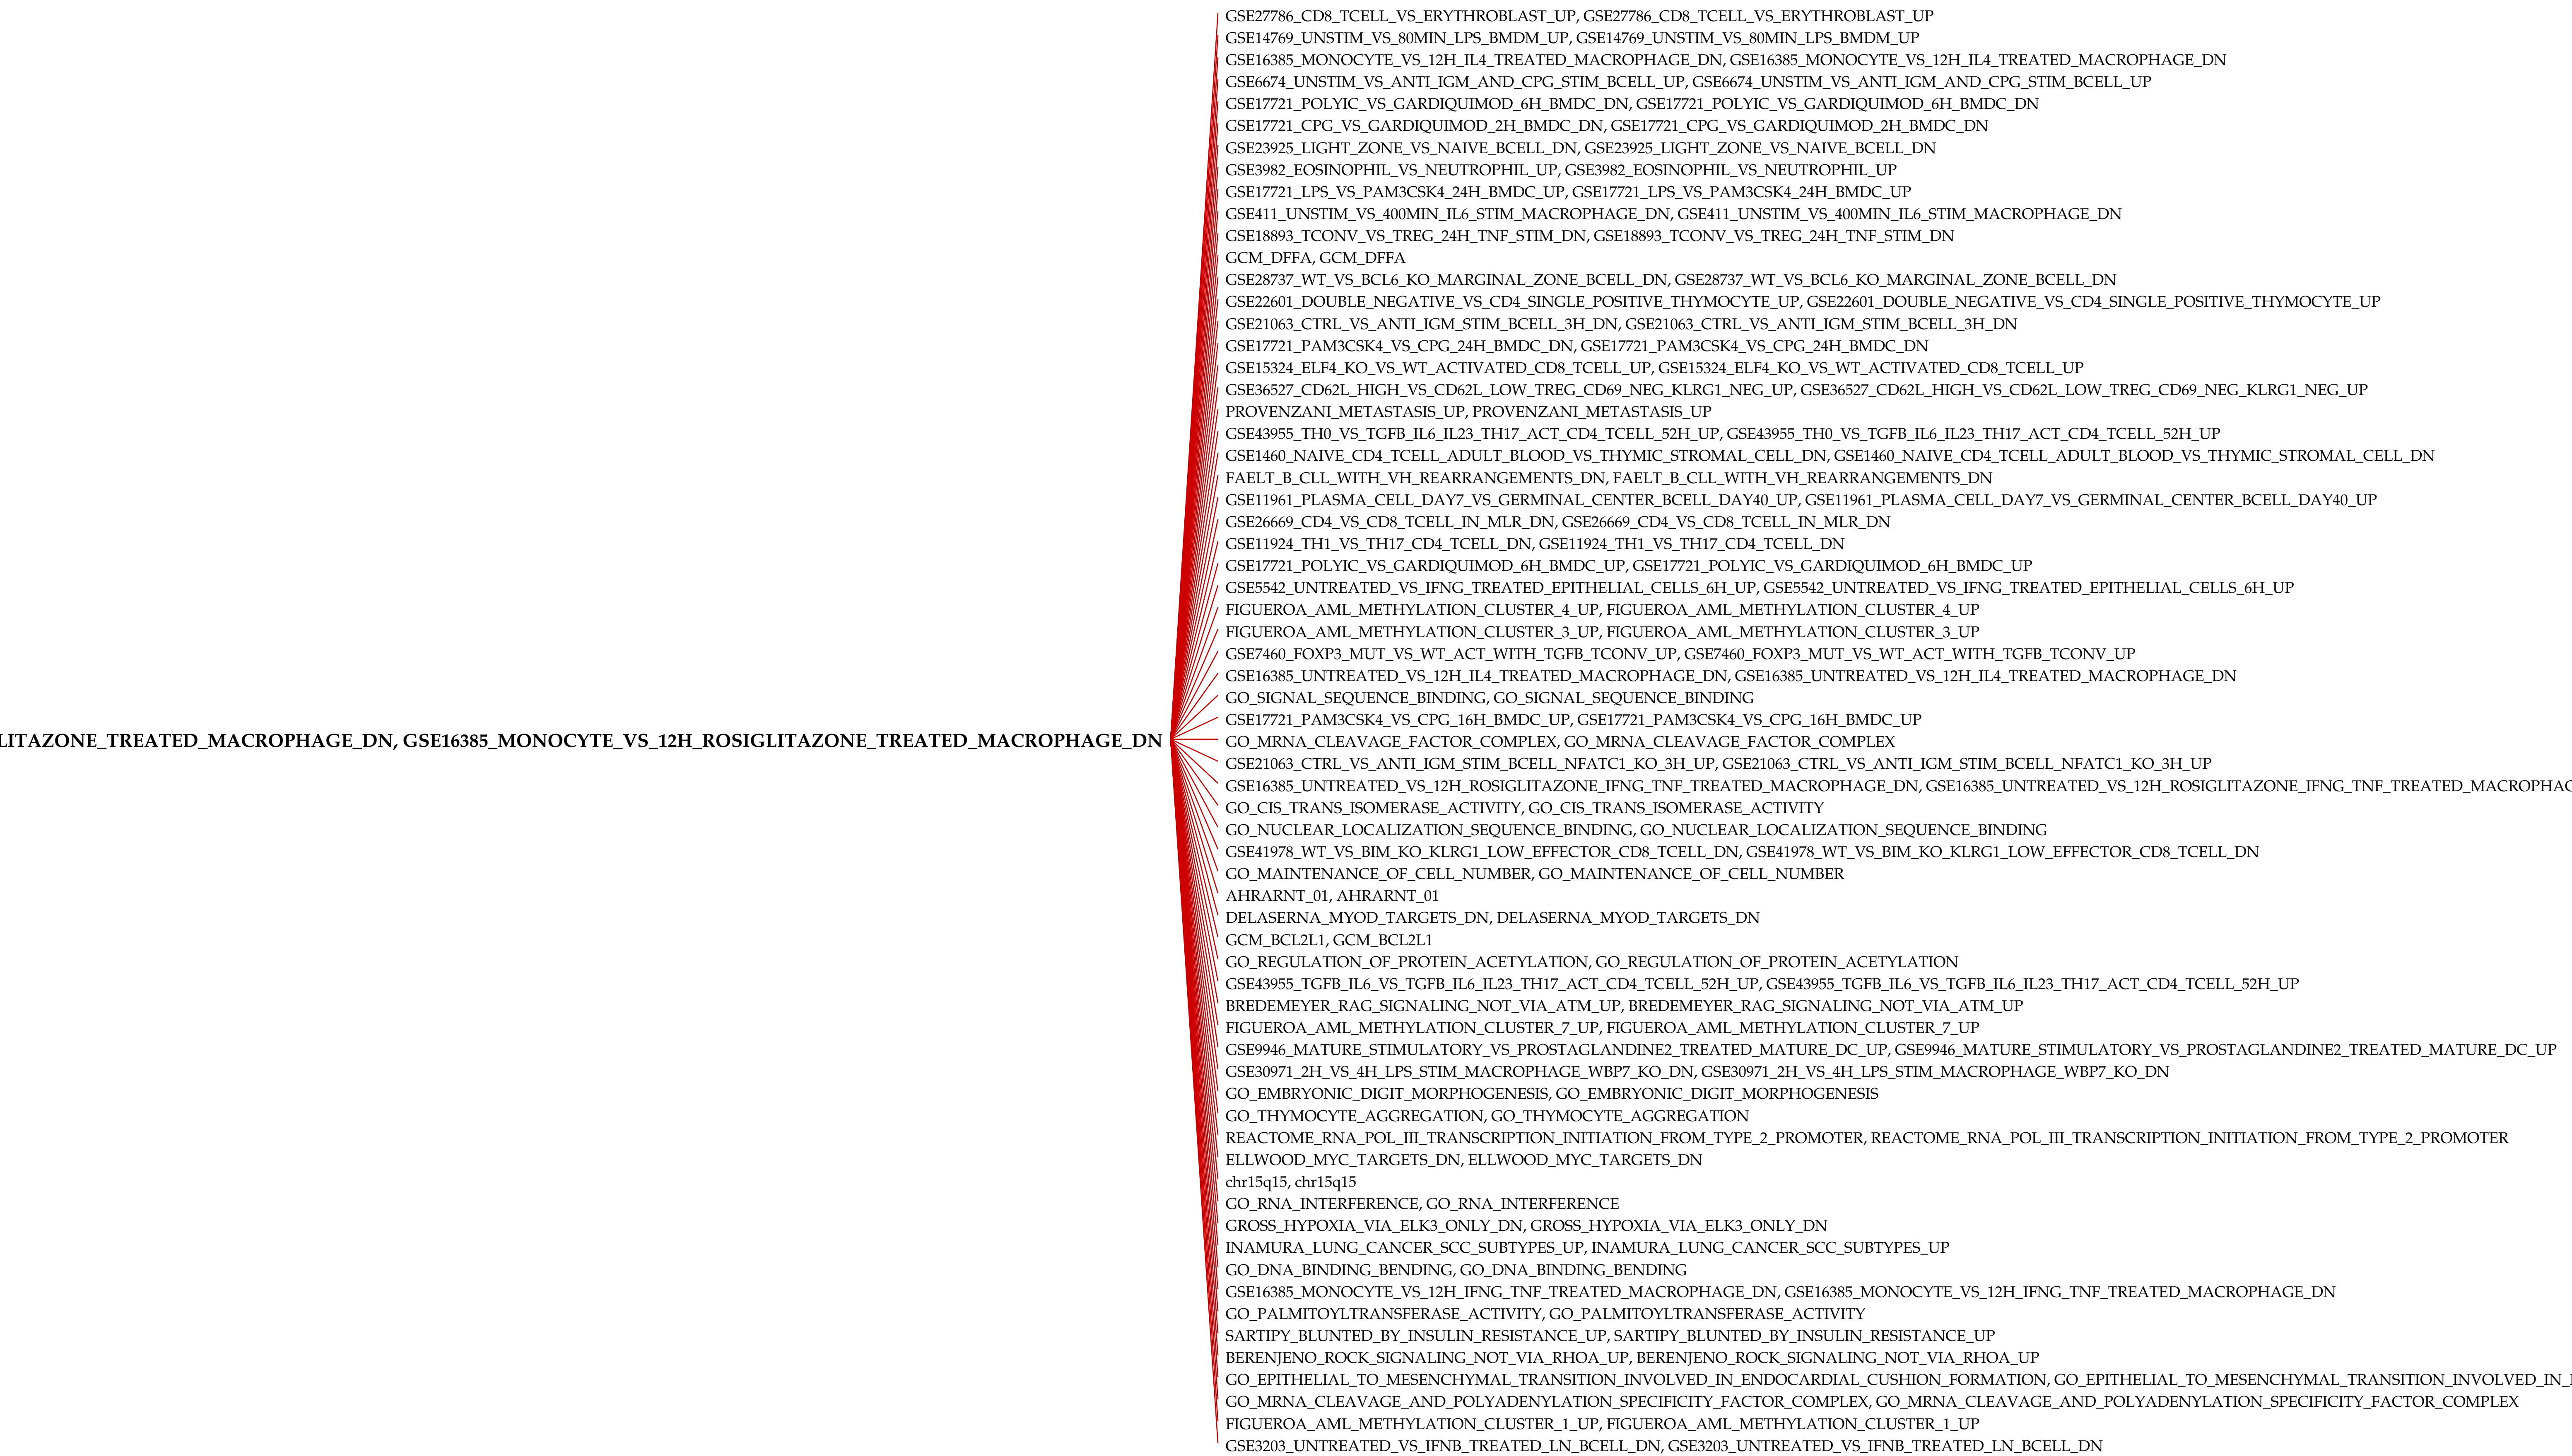 GSE27786_CD8_TCELL_VS_ERYTHROBLAST_UP, GSE27786_CD8_TCELL_VS_ERYTHROBLAST_UP
GSE14769_UNSTIM_VS_80MIN_LPS_BMDM_UP, GSE14769_UNSTIM_VS_80MIN_LPS_BMDM_UP
GSE16385_MONOCYTE_VS_12H_IL4_TREATED_MACROPHAGE_DN, GSE16385_MONOCYTE_VS_12H_IL4_TREATED_MACROPHAGE_DN
GSE6674_UNSTIM_VS_ANTI_IGM_AND_CPG_STIM_BCELL_UP, GSE6674_UNSTIM_VS_ANTI_IGM_AND_CPG_STIM_BCELL_UP
GSE17721_POLYIC_VS_GARDIQUIMOD_6H_BMDC_DN, GSE17721_POLYIC_VS_GARDIQUIMOD_6H_BMDC_DN
GSE17721_CPG_VS_GARDIQUIMOD_2H_BMDC_DN, GSE17721_CPG_VS_GARDIQUIMOD_2H_BMDC_DN
GSE23925_LIGHT_ZONE_VS_NAIVE_BCELL_DN, GSE23925_LIGHT_ZONE_VS_NAIVE_BCELL_DN
GSE3982_EOSINOPHIL_VS_NEUTROPHIL_UP, GSE3982_EOSINOPHIL_VS_NEUTROPHIL_UP
GSE17721_LPS_VS_PAM3CSK4_24H_BMDC_UP, GSE17721_LPS_VS_PAM3CSK4_24H_BMDC_UP
GSE411_UNSTIM_VS_400MIN_IL6_STIM_MACROPHAGE_DN, GSE411_UNSTIM_VS_400MIN_IL6_STIM_MACROPHAGE_DN
GSE18893_TCONV_VS_TREG_24H_TNF_STIM_DN, GSE18893_TCONV_VS_TREG_24H_TNF_STIM_DN
GCM_DFFA, GCM_DFFA
GSE28737_WT_VS_BCL6_KO_MARGINAL_ZONE_BCELL_DN, GSE28737_WT_VS_BCL6_KO_MARGINAL_ZONE_BCELL_DN
GSE22601_DOUBLE_NEGATIVE_VS_CD4_SINGLE_POSITIVE_THYMOCYTE_UP, GSE22601_DOUBLE_NEGATIVE_VS_CD4_SINGLE_POSITIVE_THYMOCYTE_UP
GSE21063_CTRL_VS_ANTI_IGM_STIM_BCELL_3H_DN, GSE21063_CTRL_VS_ANTI_IGM_STIM_BCELL_3H_DN
GSE17721_PAM3CSK4_VS_CPG_24H_BMDC_DN, GSE17721_PAM3CSK4_VS_CPG_24H_BMDC_DN
GSE15324_ELF4_KO_VS_WT_ACTIVATED_CD8_TCELL_UP, GSE15324_ELF4_KO_VS_WT_ACTIVATED_CD8_TCELL_UP
GSE36527_CD62L_HIGH_VS_CD62L_LOW_TREG_CD69_NEG_KLRG1_NEG_UP, GSE36527_CD62L_HIGH_VS_CD62L_LOW_TREG_CD69_NEG_KLRG1_NEG_UP
PROVENZANI_METASTASIS_UP, PROVENZANI_METASTASIS_UP
GSE43955_TH0_VS_TGFB_IL6_IL23_TH17_ACT_CD4_TCELL_52H_UP, GSE43955_TH0_VS_TGFB_IL6_IL23_TH17_ACT_CD4_TCELL_52H_UP
GSE1460_NAIVE_CD4_TCELL_ADULT_BLOOD_VS_THYMIC_STROMAL_CELL_DN, GSE1460_NAIVE_CD4_TCELL_ADULT_BLOOD_VS_THYMIC_STROMAL_CELL_DN
FAELT_B_CLL_WITH_VH_REARRANGEMENTS_DN, FAELT_B_CLL_WITH_VH_REARRANGEMENTS_DN
GSE11961_PLASMA_CELL_DAY7_VS_GERMINAL_CENTER_BCELL_DAY40_UP, GSE11961_PLASMA_CELL_DAY7_VS_GERMINAL_CENTER_BCELL_DAY40_UP
GSE26669_CD4_VS_CD8_TCELL_IN_MLR_DN, GSE26669_CD4_VS_CD8_TCELL_IN_MLR_DN
GSE11924_TH1_VS_TH17_CD4_TCELL_DN, GSE11924_TH1_VS_TH17_CD4_TCELL_DN
GSE17721_POLYIC_VS_GARDIQUIMOD_6H_BMDC_UP, GSE17721_POLYIC_VS_GARDIQUIMOD_6H_BMDC_UP
GSE5542_UNTREATED_VS_IFNG_TREATED_EPITHELIAL_CELLS_6H_UP, GSE5542_UNTREATED_VS_IFNG_TREATED_EPITHELIAL_CELLS_6H_UP
FIGUEROA_AML_METHYLATION_CLUSTER_4_UP, FIGUEROA_AML_METHYLATION_CLUSTER_4_UP
FIGUEROA_AML_METHYLATION_CLUSTER_3_UP, FIGUEROA_AML_METHYLATION_CLUSTER_3_UP
GSE7460_FOXP3_MUT_VS_WT_ACT_WITH_TGFB_TCONV_UP, GSE7460_FOXP3_MUT_VS_WT_ACT_WITH_TGFB_TCONV_UP
GSE16385_UNTREATED_VS_12H_IL4_TREATED_MACROPHAGE_DN, GSE16385_UNTREATED_VS_12H_IL4_TREATED_MACROPHAGE_DN
GO_SIGNAL_SEQUENCE_BINDING, GO_SIGNAL_SEQUENCE_BINDING
GSE17721_PAM3CSK4_VS_CPG_16H_BMDC_UP, GSE17721_PAM3CSK4_VS_CPG_16H_BMDC_UP
LITAZONE_TREATED_MACROPHAGE_DN, GSE16385_MONOCYTE_VS_12H_ROSIGLITAZONE_TREATED_MACROPHAGE_DN
GO_MRNA_CLEAVAGE_FACTOR_COMPLEX, GO_MRNA_CLEAVAGE_FACTOR_COMPLEX
GSE21063_CTRL_VS_ANTI_IGM_STIM_BCELL_NFATC1_KO_3H_UP, GSE21063_CTRL_VS_ANTI_IGM_STIM_BCELL_NFATC1_KO_3H_UP
GSE16385_UNTREATED_VS_12H_ROSIGLITAZONE_IFNG_TNF_TREATED_MACROPHAGE_DN, GSE16385_UNTREATED_VS_12H_ROSIGLITAZONE_IFNG_TNF_TREATED_MACROPHAG
GO_CIS_TRANS_ISOMERASE_ACTIVITY, GO_CIS_TRANS_ISOMERASE_ACTIVITY
GO_NUCLEAR_LOCALIZATION_SEQUENCE_BINDING, GO_NUCLEAR_LOCALIZATION_SEQUENCE_BINDING
GSE41978_WT_VS_BIM_KO_KLRG1_LOW_EFFECTOR_CD8_TCELL_DN, GSE41978_WT_VS_BIM_KO_KLRG1_LOW_EFFECTOR_CD8_TCELL_DN
GO_MAINTENANCE_OF_CELL_NUMBER, GO_MAINTENANCE_OF_CELL_NUMBER
AHRARNT_01, AHRARNT_01
DELASERNA_MYOD_TARGETS_DN, DELASERNA_MYOD_TARGETS_DN
GCM_BCL2L1, GCM_BCL2L1
GO_REGULATION_OF_PROTEIN_ACETYLATION, GO_REGULATION_OF_PROTEIN_ACETYLATION
GSE43955_TGFB_IL6_VS_TGFB_IL6_IL23_TH17_ACT_CD4_TCELL_52H_UP, GSE43955_TGFB_IL6_VS_TGFB_IL6_IL23_TH17_ACT_CD4_TCELL_52H_UP
BREDEMEYER_RAG_SIGNALING_NOT_VIA_ATM_UP, BREDEMEYER_RAG_SIGNALING_NOT_VIA_ATM_UP
FIGUEROA_AML_METHYLATION_CLUSTER_7_UP, FIGUEROA_AML_METHYLATION_CLUSTER_7_UP
GSE9946_MATURE_STIMULATORY_VS_PROSTAGLANDINE2_TREATED_MATURE_DC_UP, GSE9946_MATURE_STIMULATORY_VS_PROSTAGLANDINE2_TREATED_MATURE_DC_UP
GSE30971_2H_VS_4H_LPS_STIM_MACROPHAGE_WBP7_KO_DN, GSE30971_2H_VS_4H_LPS_STIM_MACROPHAGE_WBP7_KO_DN
GO_EMBRYONIC_DIGIT_MORPHOGENESIS, GO_EMBRYONIC_DIGIT_MORPHOGENESIS
GO_THYMOCYTE_AGGREGATION, GO_THYMOCYTE_AGGREGATION
REACTOME_RNA_POL_III_TRANSCRIPTION_INITIATION_FROM_TYPE_2_PROMOTER, REACTOME_RNA_POL_III_TRANSCRIPTION_INITIATION_FROM_TYPE_2_PROMOTER
ELLWOOD_MYC_TARGETS_DN, ELLWOOD_MYC_TARGETS_DN
chr15q15, chr15q15
GO_RNA_INTERFERENCE, GO_RNA_INTERFERENCE
GROSS_HYPOXIA_VIA_ELK3_ONLY_DN, GROSS_HYPOXIA_VIA_ELK3_ONLY_DN
INAMURA_LUNG_CANCER_SCC_SUBTYPES_UP, INAMURA_LUNG_CANCER_SCC_SUBTYPES_UP
GO_DNA_BINDING_BENDING, GO_DNA_BINDING_BENDING
GSE16385_MONOCYTE_VS_12H_IFNG_TNF_TREATED_MACROPHAGE_DN, GSE16385_MONOCYTE_VS_12H_IFNG_TNF_TREATED_MACROPHAGE_DN
GO_PALMITOYLTRANSFERASE_ACTIVITY, GO_PALMITOYLTRANSFERASE_ACTIVITY
SARTIPY_BLUNTED_BY_INSULIN_RESISTANCE_UP, SARTIPY_BLUNTED_BY_INSULIN_RESISTANCE_UP
BERENJENO_ROCK_SIGNALING_NOT_VIA_RHOA_UP, BERENJENO_ROCK_SIGNALING_NOT_VIA_RHOA_UP
GO_EPITHELIAL_TO_MESENCHYMAL_TRANSITION_INVOLVED_IN_ENDOCARDIAL_CUSHION_FORMATION, GO_EPITHELIAL_TO_MESENCHYMAL_TRANSITION_INVOLVED_IN_
GO_MRNA_CLEAVAGE_AND_POLYADENYLATION_SPECIFICITY_FACTOR_COMPLEX, GO_MRNA_CLEAVAGE_AND_POLYADENYLATION_SPECIFICITY_FACTOR_COMPLEX
FIGUEROA_AML_METHYLATION_CLUSTER_1_UP, FIGUEROA_AML_METHYLATION_CLUSTER_1_UP
GSE3203_UNTREATED_VS_IFNB_TREATED_LN_BCELL_DN, GSE3203_UNTREATED_VS_IFNB_TREATED_LN_BCELL_DN